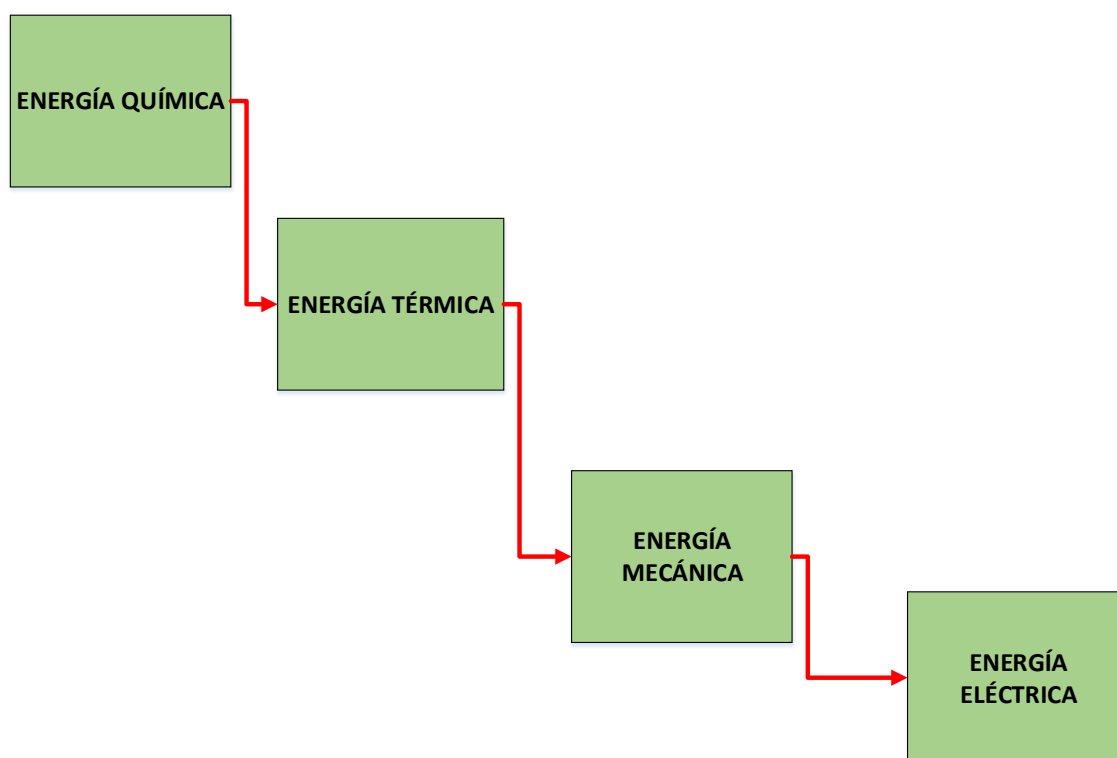 ENERGÍA QUÍMICA
ENERGÍA TÉRMICA
ENERGÍA
MECÁNICA
ENERGÍA
ELÉCTRICA